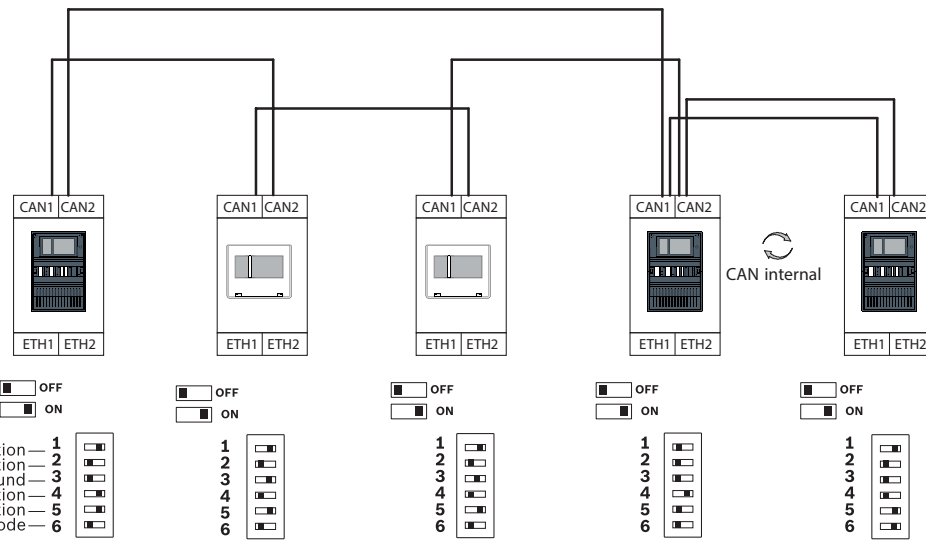 CAN1 CAN2 CAN1 CAN2 CAN1 CAN2 CAN1 CAN2 CAN1 CAN2
CAN internal
ETH1 ETH2 ETH1 ETH2 ETH1 ETH2 ETH1 ETH2 ETH1 ETH2
OFF OFF OFF OFF OFF
ON ON ON ON ON
1 1 1 1 1
2 2 2 2 2
3 3 3 3 3
4 4 4 4 4
5 5 5 5 5
6 6 6 6 6